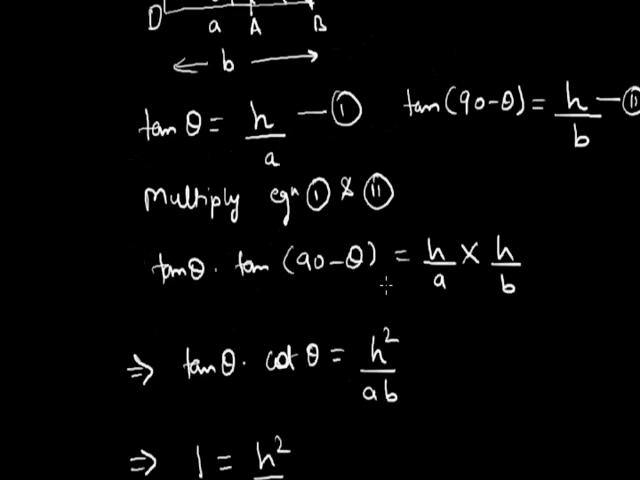 D a A B
← b →
tan θ = h/a — (i) tan(90-θ) = h/b — (ii)
Multiply eqⁿ (i) & (ii)
tanθ · tan (90-θ) = h/a × h/b
⇒ tanθ · cot θ = h²/ab
⇒ 1 = h²